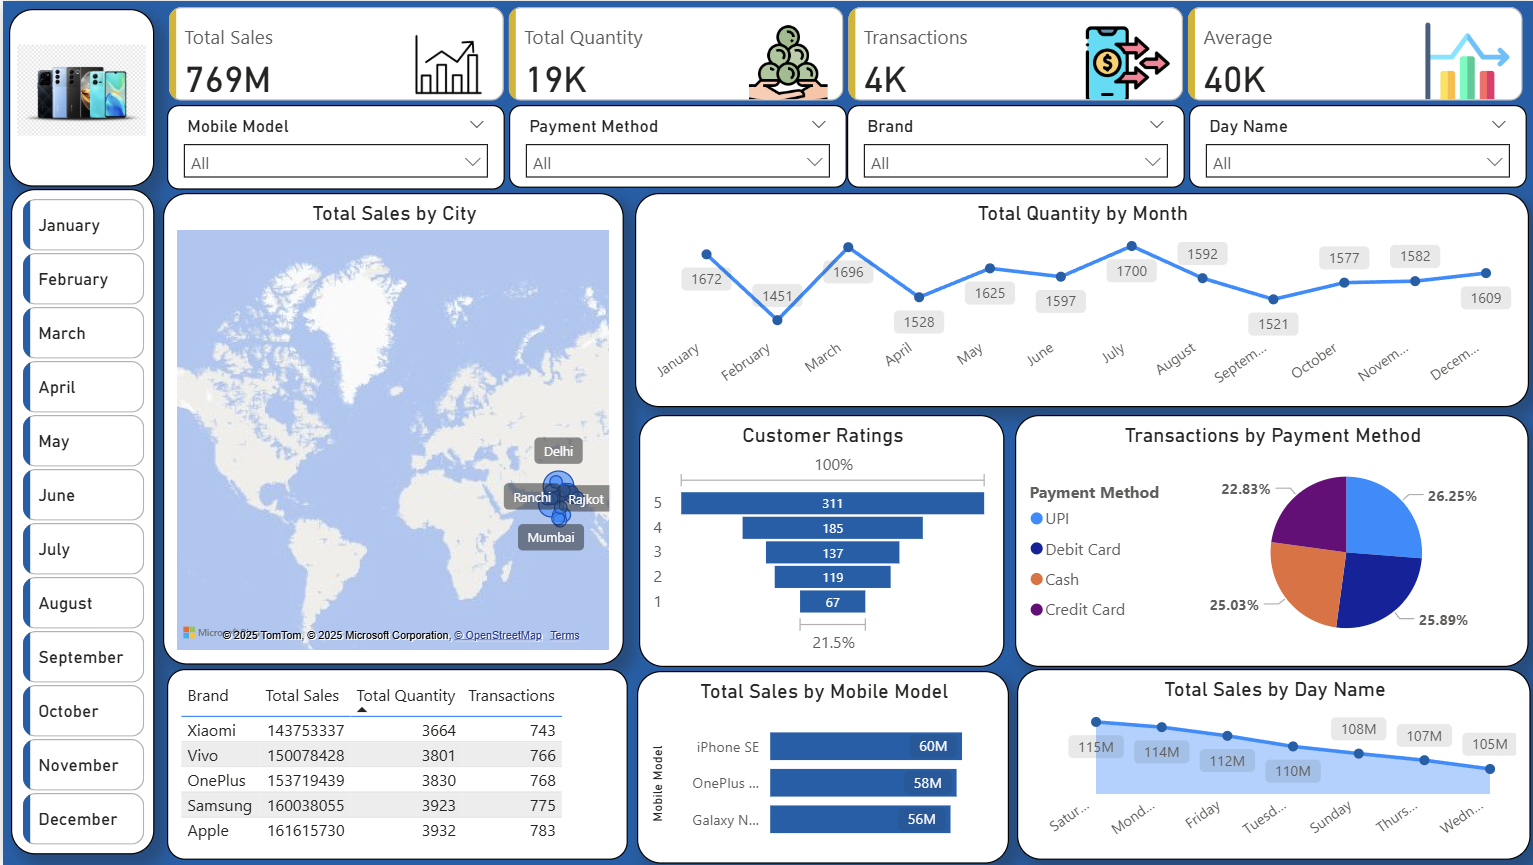 Total Sales
769M
Total Quantity
19K
Transactions
4K
Average
40K
Mobile Model
All
Payment Method
All
Brand
All
Day Name
All
January
February
March
April
May
June
July
August
September
October
November
December
Total Sales by City
Delhi
Ranchi
Rajkot
Mumbai
© 2025 TomTom, © 2025 Microsoft Corporation, © OpenStreetMap Terms
Total Quantity by Month
1672
1451
1696
1528
1625
1597
1700
1592
1521
1577
1582
1609
January
February
March
April
May
June
July
August
Septem...
October
Novem...
Decem...
Customer Ratings
100%
5 311
4 185
3 137
2 119
1 67
21.5%
Transactions by Payment Method
Payment Method
UPI
Debit Card
Cash
Credit Card
22.83%
26.25%
25.03%
25.89%
Brand Total Sales Total Quantity Transactions
Xiaomi 143753337 3664 743
Vivo 150078428 3801 766
OnePlus 153719439 3830 768
Samsung 160038055 3923 775
Apple 161615730 3932 783
Total Sales by Mobile Model
Mobile Model
iPhone SE 60M
OnePlus ... 58M
Galaxy N... 56M
Total Sales by Day Name
115M
114M
112M
110M
108M
107M
105M
Satur...
Mond...
Friday
Tuesd...
Sunday
Thurs...
Wedn...